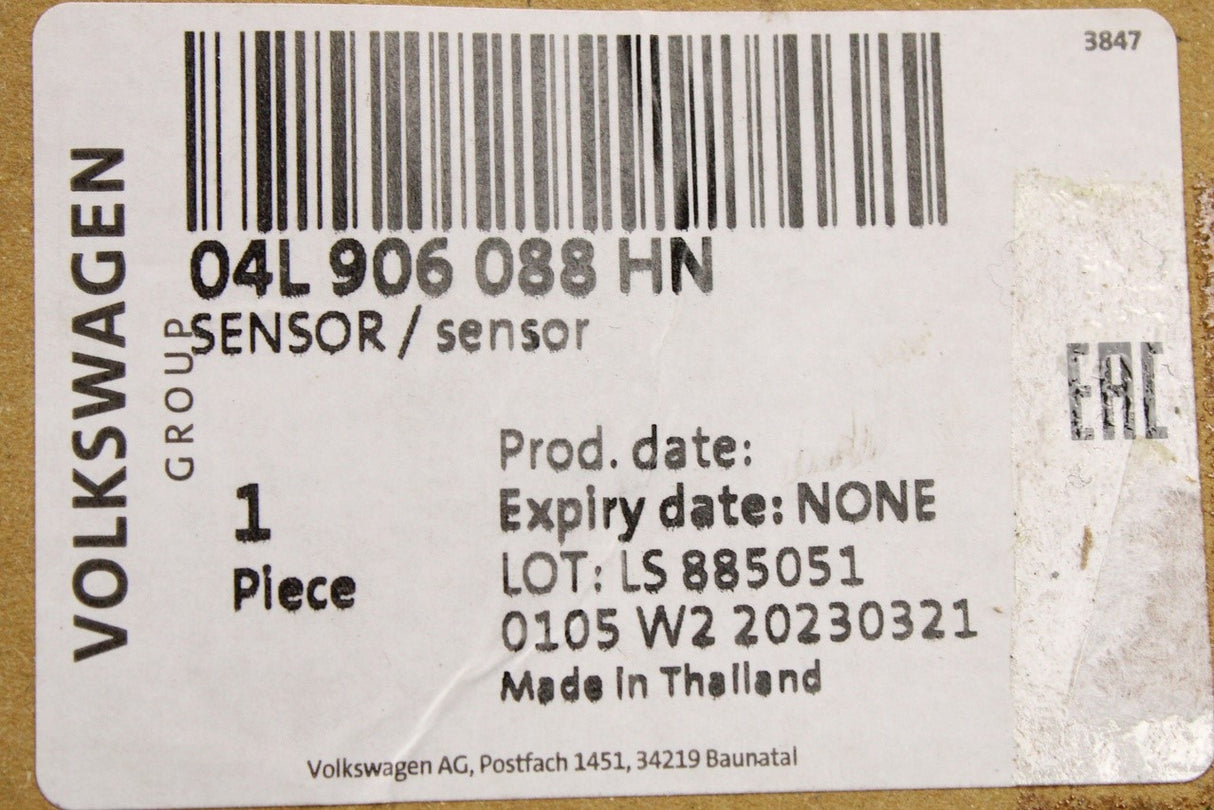 3847
VOLKSWAGEN
GROUP
04L 906 088 HN
SENSOR / sensor
1
Piece
Prod. date:
Expiry date: NONE
LOT: LS 885051
0105 W2 20230321
Made in Thailand
EAC
Volkswagen AG, Postfach 1451, 34219 Baunatal